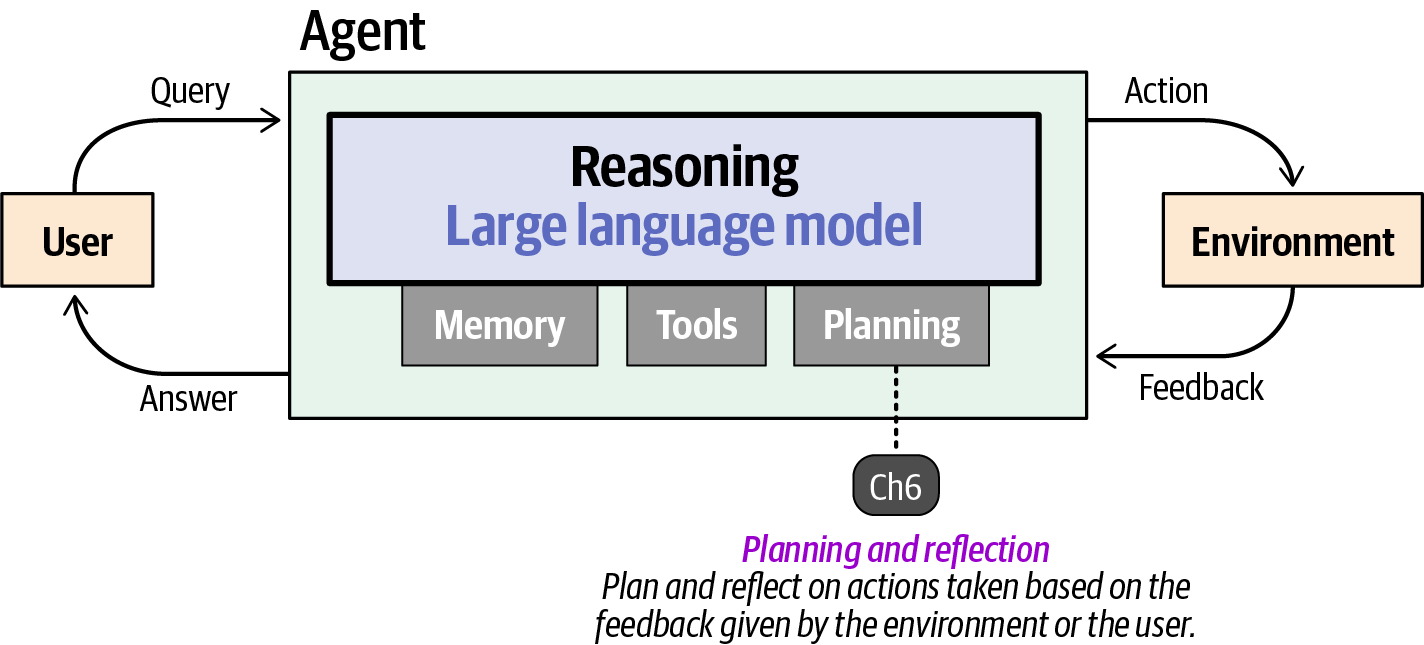 Agent
Query
Action
Reasoning
Large language model
User
Environment
Memory
Tools
Planning
Answer
Feedback
Ch6
Planning and reflection
Plan and reflect on actions taken based on the
feedback given by the environment or the user.